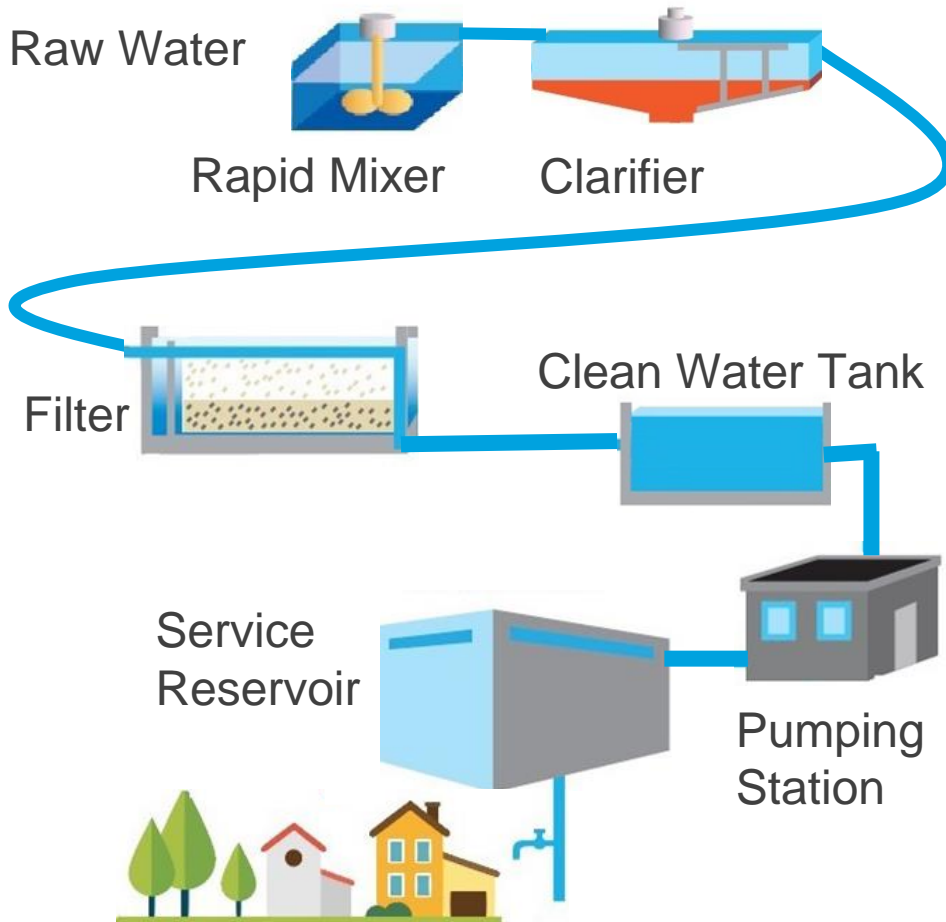 Raw Water
Rapid Mixer
Clarifier
Filter
Clean Water Tank
Service
Reservoir
Pumping
Station